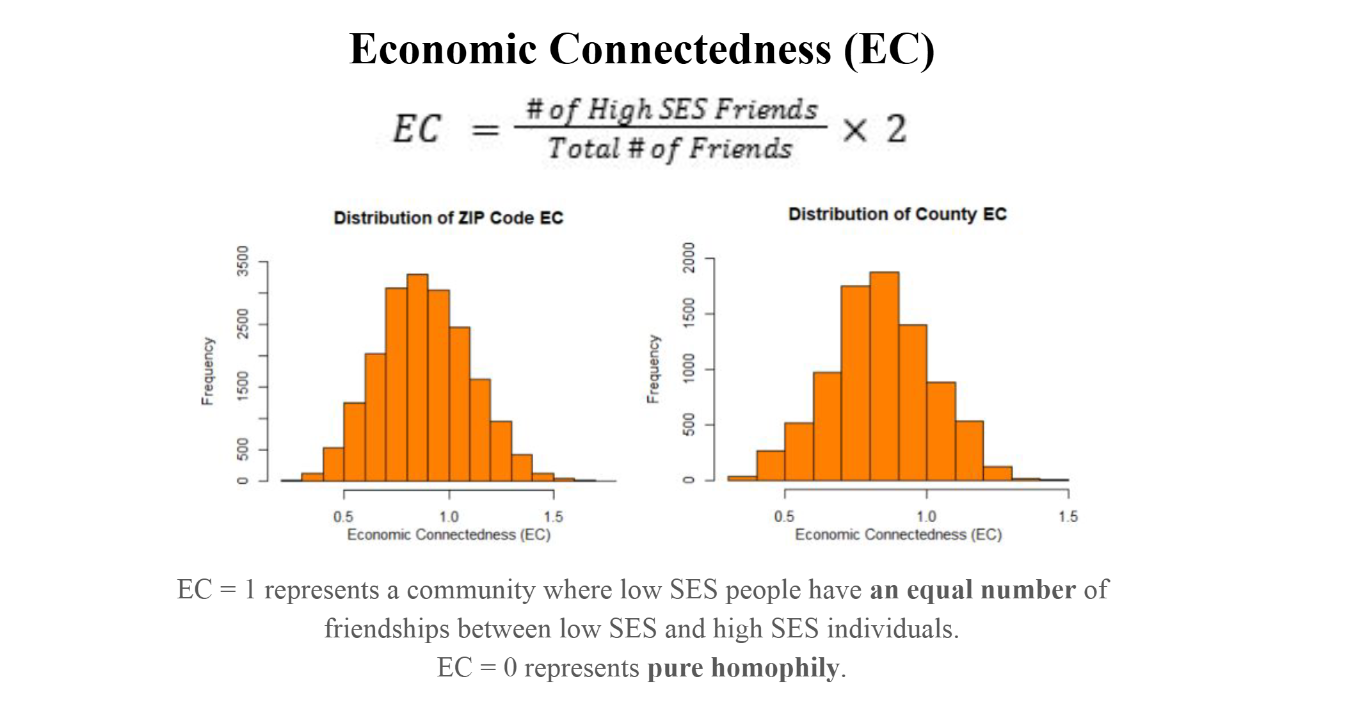 Economic Connectedness (EC)
EC = # of High SES Friends / Total # of Friends × 2
Distribution of ZIP Code EC
Frequency
3500
2500
1500
500
0
0.5 1.0 1.5
Economic Connectedness (EC)
Distribution of County EC
Frequency
2000
1500
1000
500
0
0.5 1.0 1.5
Economic Connectedness (EC)
EC = 1 represents a community where low SES people have an equal number of
friendships between low SES and high SES individuals.
EC = 0 represents pure homophily.